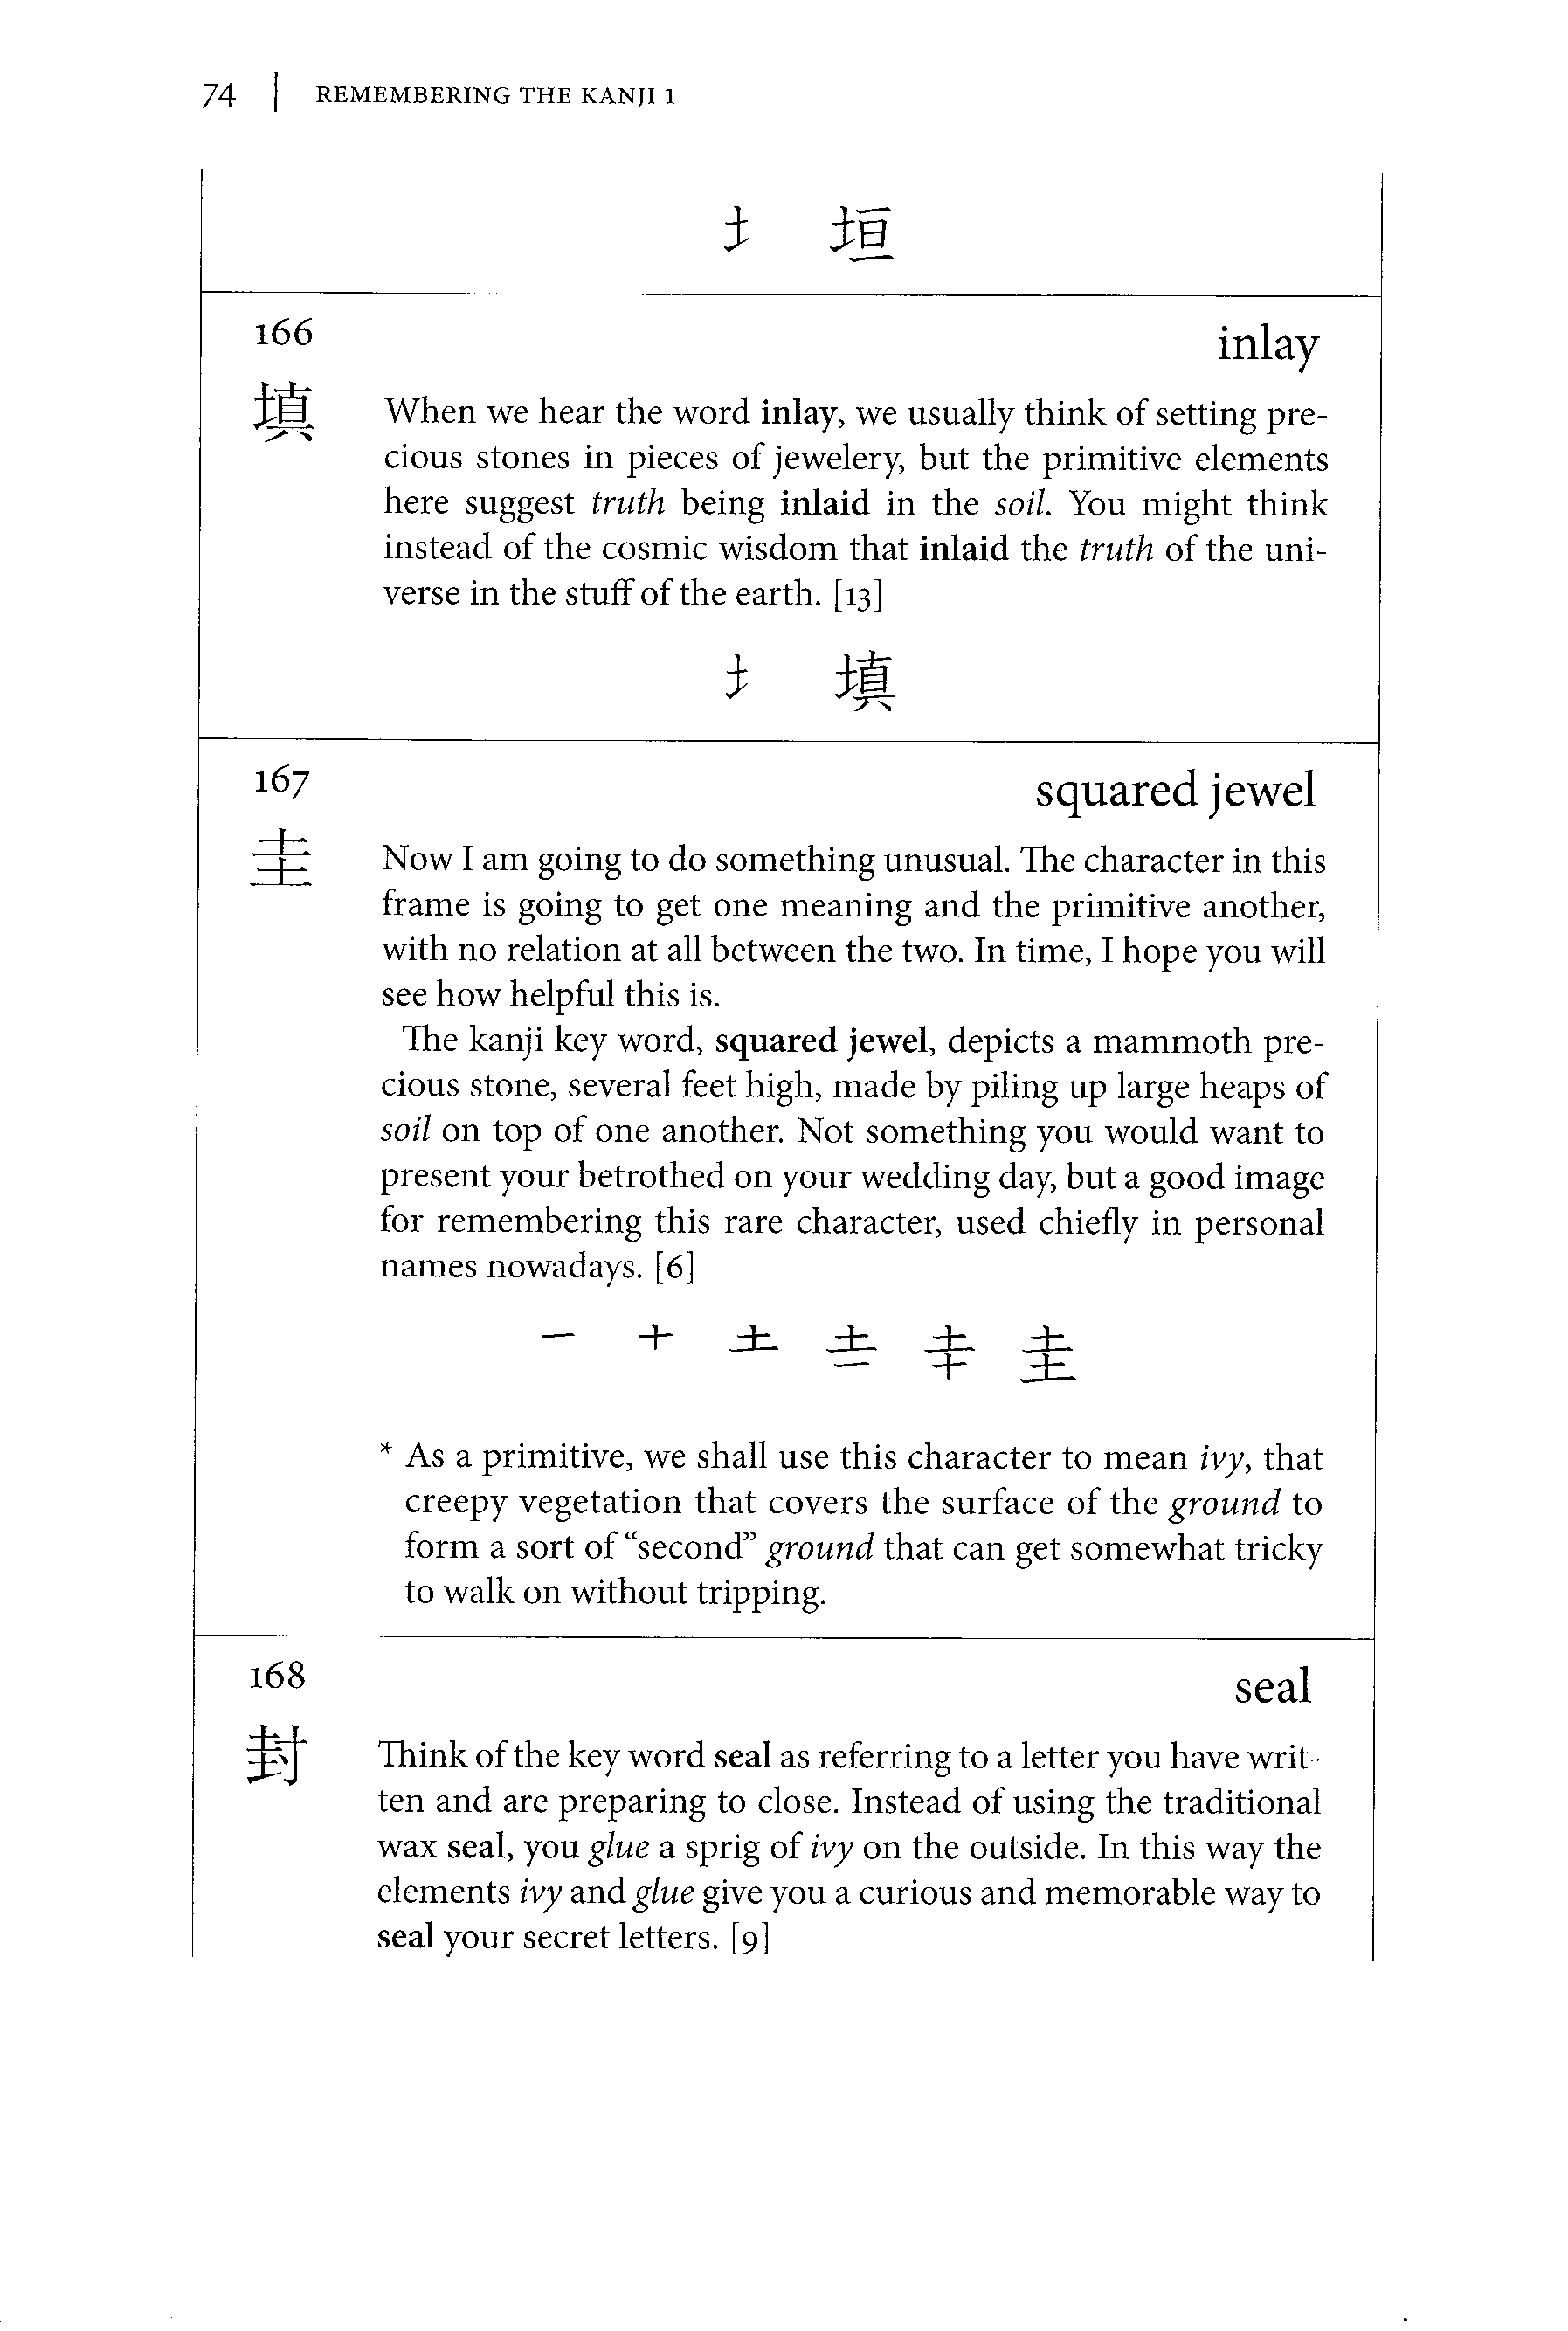 74 | REMEMBERING THE KANJI 1
扌 垣
166 inlay
填 When we hear the word inlay, we usually think of setting pre-
cious stones in pieces of jewelery, but the primitive elements
here suggest truth being inlaid in the soil. You might think
instead of the cosmic wisdom that inlaid the truth of the uni-
verse in the stuff of the earth. [13]
土 填
167 squared jewel
圭 Now I am going to do something unusual. The character in this
frame is going to get one meaning and the primitive another,
with no relation at all between the two. In time, I hope you will
see how helpful this is.
The kanji key word, squared jewel, depicts a mammoth pre-
cious stone, several feet high, made by piling up large heaps of
soil on top of one another. Not something you would want to
present your betrothed on your wedding day, but a good image
for remembering this rare character, used chiefly in personal
names nowadays. [6]
一 十 土 圭
* As a primitive, we shall use this character to mean ivy, that
creepy vegetation that covers the surface of the ground to
form a sort of “second” ground that can get somewhat tricky
to walk on without tripping.
168 seal
封 Think of the key word seal as referring to a letter you have writ-
ten and are preparing to close. Instead of using the traditional
wax seal, you glue a sprig of ivy on the outside. In this way the
elements ivy and glue give you a curious and memorable way to
seal your secret letters. [9]